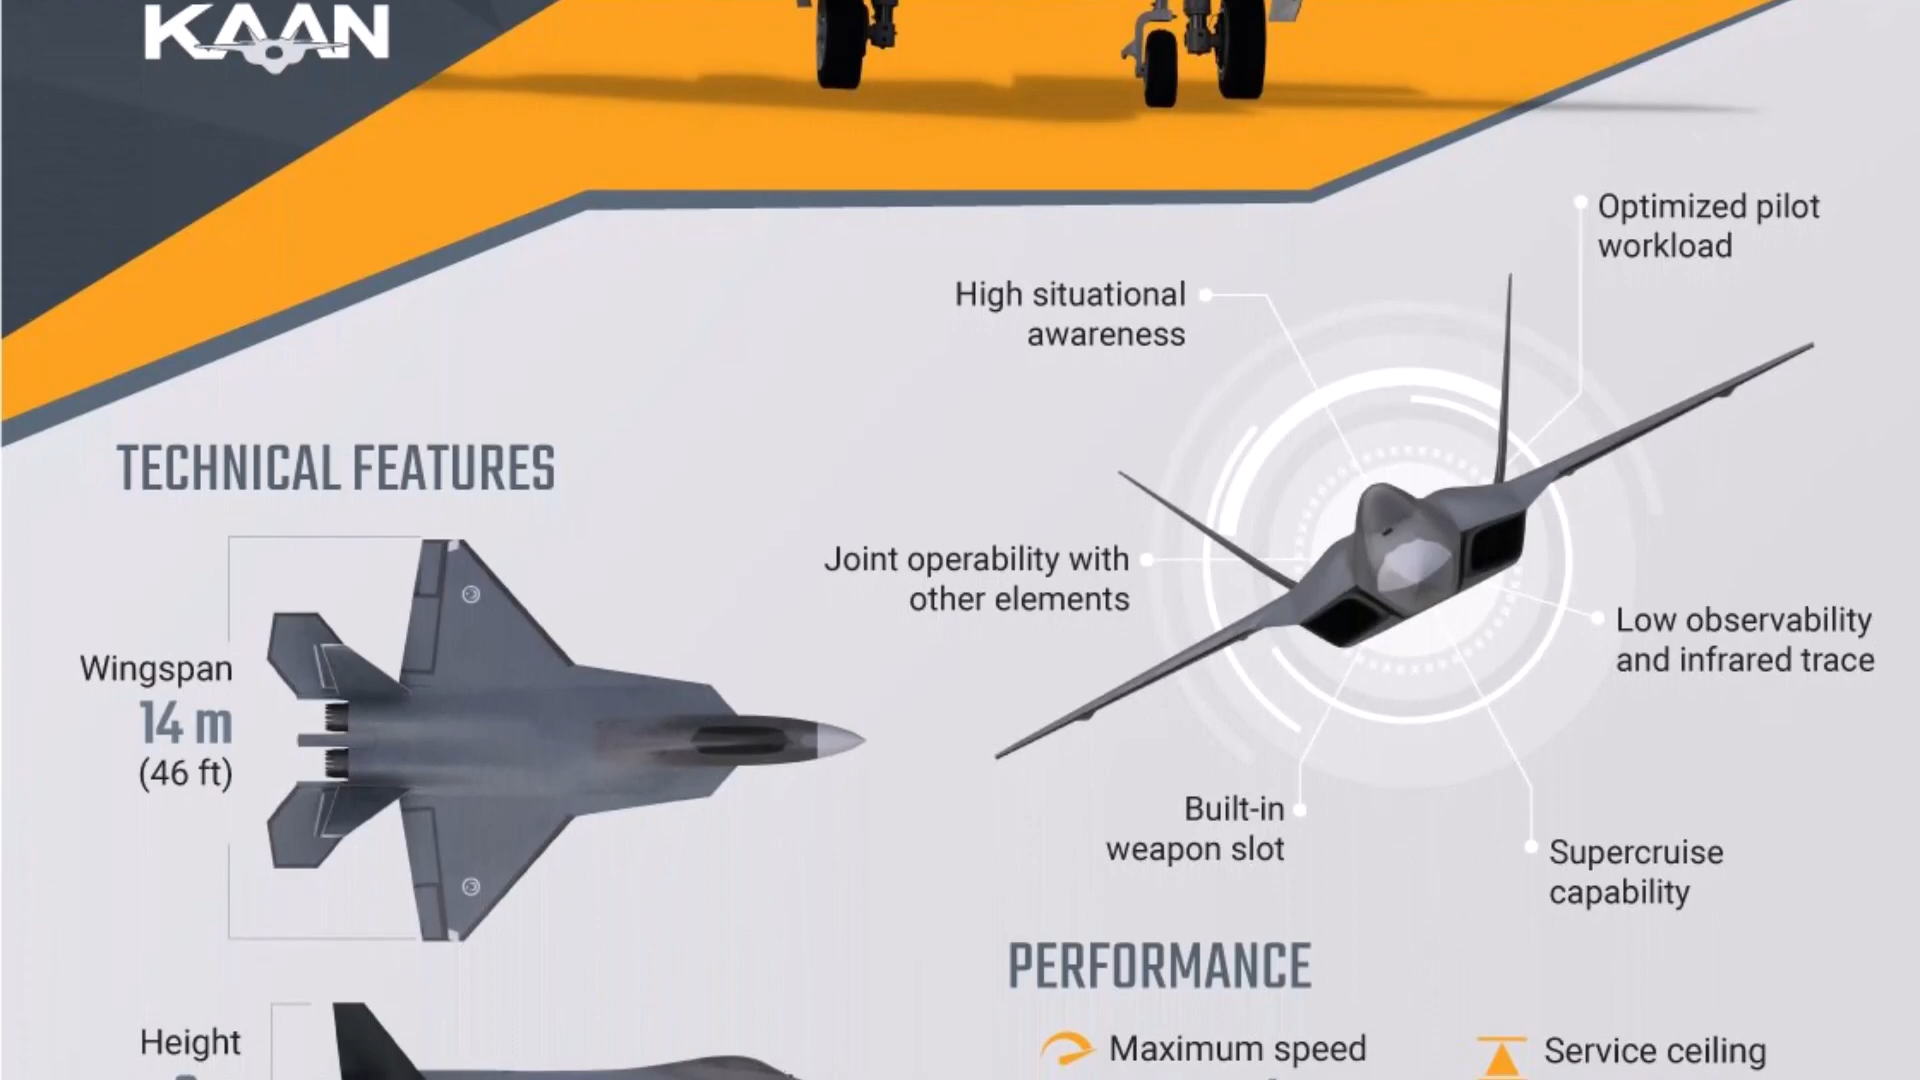 KAAN
Optimized pilot
workload
High situational
awareness
TECHNICAL FEATURES
Joint operability with
other elements
Low observability
and infrared trace
Wingspan
14 m
(46 ft)
Built-in
weapon slot
Supercruise
capability
PERFORMANCE
Height
Maximum speed
Service ceiling